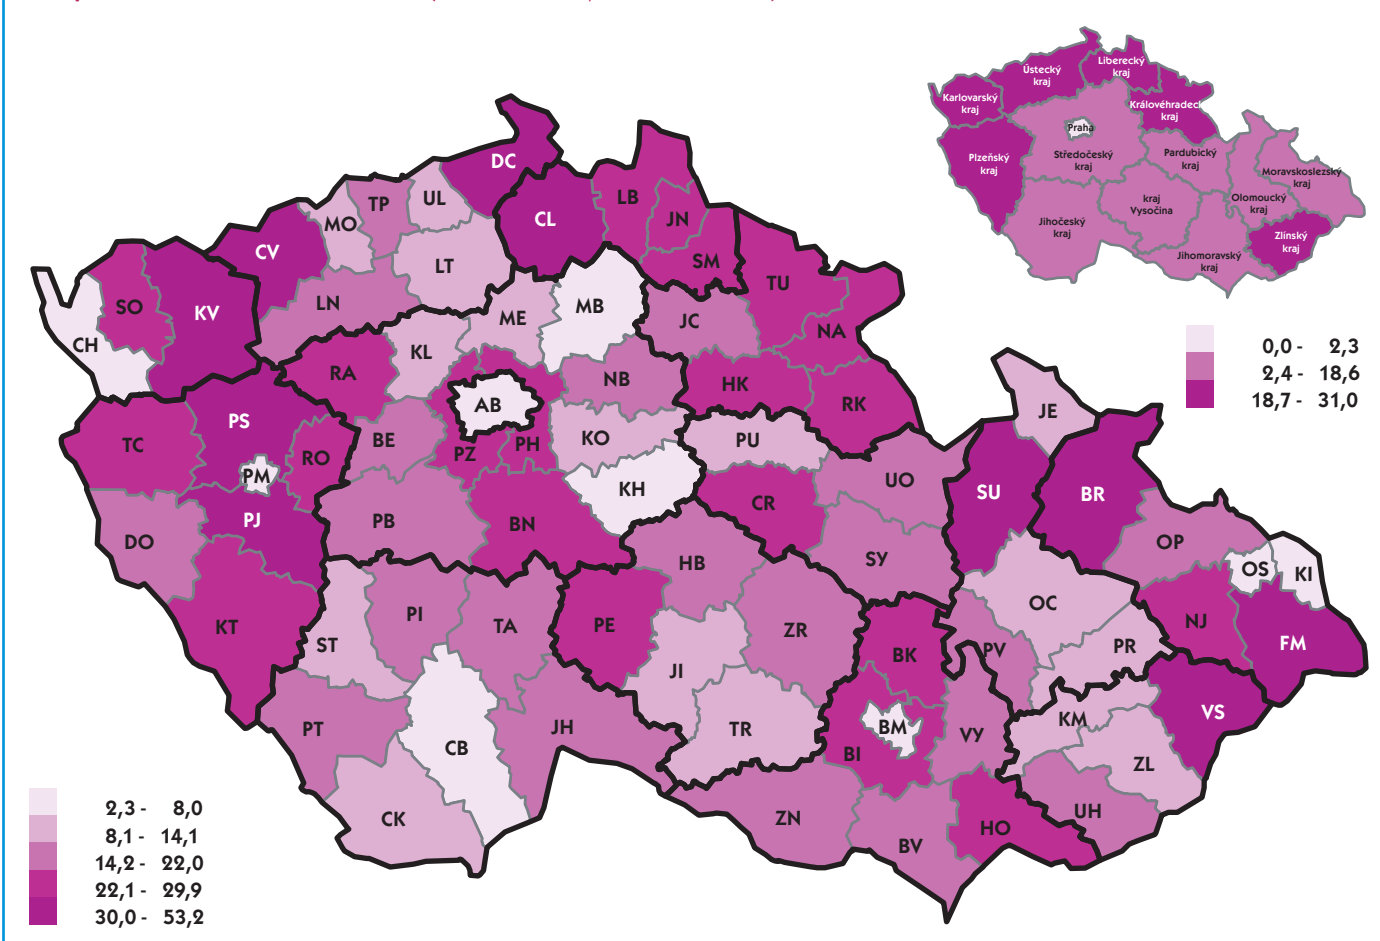 Liberecký
kraj
Ústecký
kraj
Karlovarský
kraj
Královéhradeck
kraj
Praha
Plzeňský
kraj
Středočeský
kraj
Pardubický
kraj
Moravskoslezský
kraj
kraj
Vysočina
Olomoucký
kraj
Jihočeský
kraj
Zlínský
kraj
Jihomoravský
kraj
0,0 - 2,3
2,4 - 18,6
18,7 - 31,0
DC
UL
TP
MO
LB
JN
CL
CV
LT
SM
SO
KV
LN
ME
MB
TU
JC
NA
CH
KL
RA
NB
HK
RK
AB
JE
PS
TC
BE
PH
KO
PU
RO
PZ
PM
KH
UO
SU
BR
PJ
PB
BN
CR
DO
SY
OP
OS
KI
HB
OC
PI
TA
PE
ZR
KT
ST
NJ
FM
BK
PV
PR
JI
PT
CB
JH
TR
BM
BI
VY
KM
VS
ZL
CK
ZN
BV
HO
UH
2,3 - 8,0
8,1 - 14,1
14,2 - 22,0
22,1 - 29,9
30,0 - 53,2